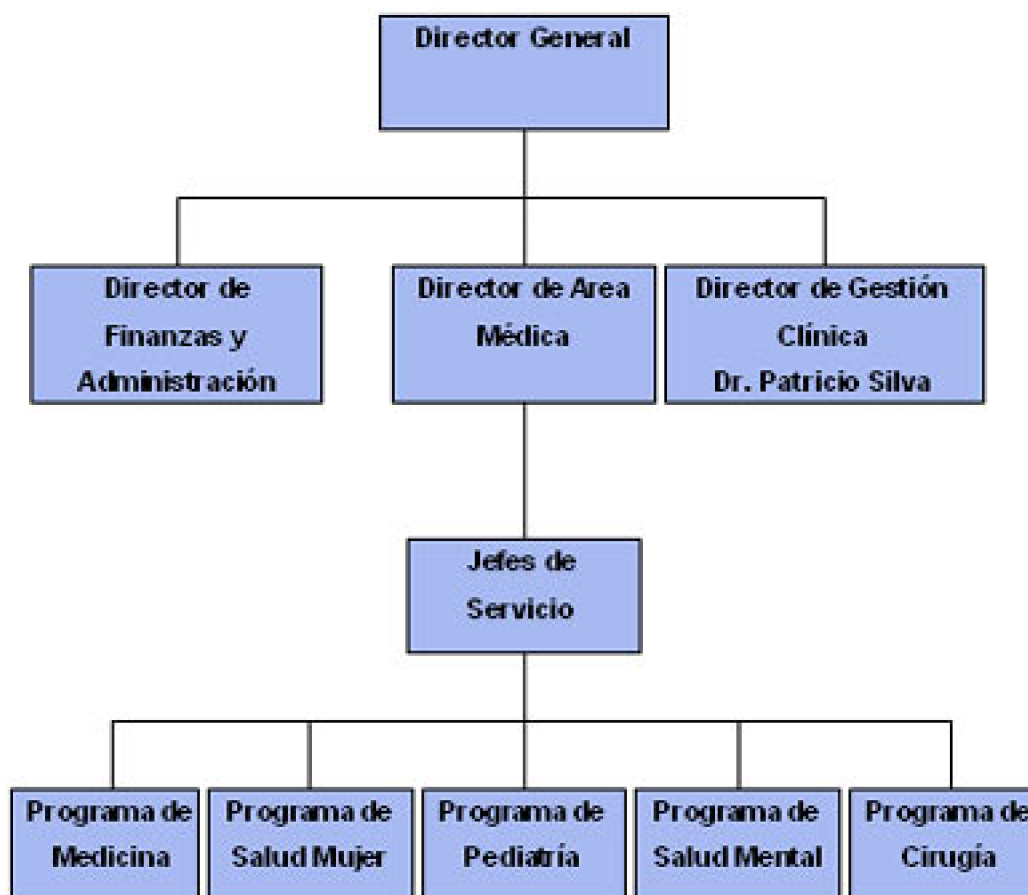 Director General
Director de
Finanzas y
Administración
Director de Area
Médica
Director de Gestión
Clínica
Dr. Patricio Silva
Jefes de
Servicio
Programa de
Medicina
Programa de
Salud Mujer
Programa de
Pediatría
Programa de
Salud Mental
Programa de
Cirugía